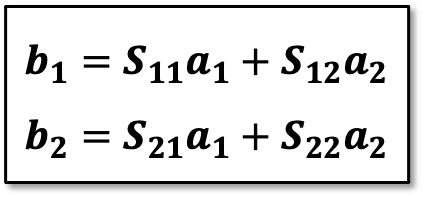 b₁ = S₁₁a₁ + S₁₂a₂
b₂ = S₂₁a₁ + S₂₂a₂